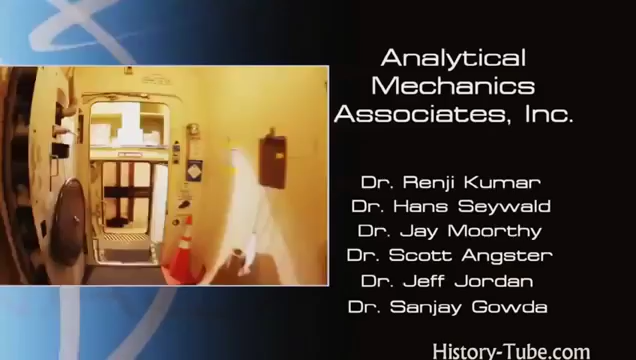 Analytical
Mechanics
Associates, Inc.
Dr. Renji Kumar
Dr. Hans Seywald
Dr. Jay Moorthy
Dr. Scott Angster
Dr. Jeff Jordan
Dr. Sanjay Gowda
History-Tube.com